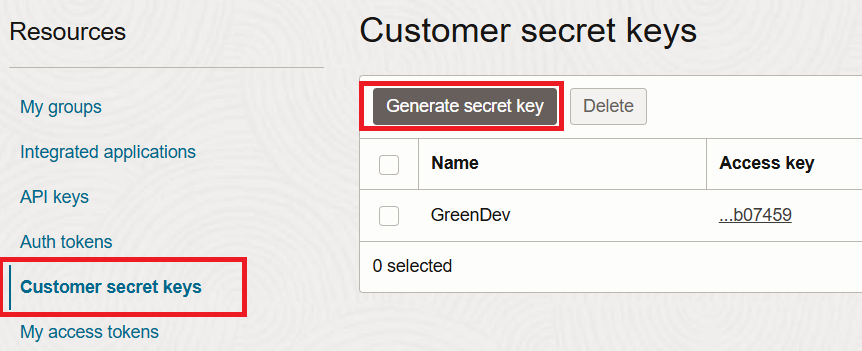 Resources
My groups
Integrated applications
API keys
Auth tokens
Customer secret keys
My access tokens
Customer secret keys
Generate secret key Delete
Name Access key
GreenDev ...b07459
0 selected